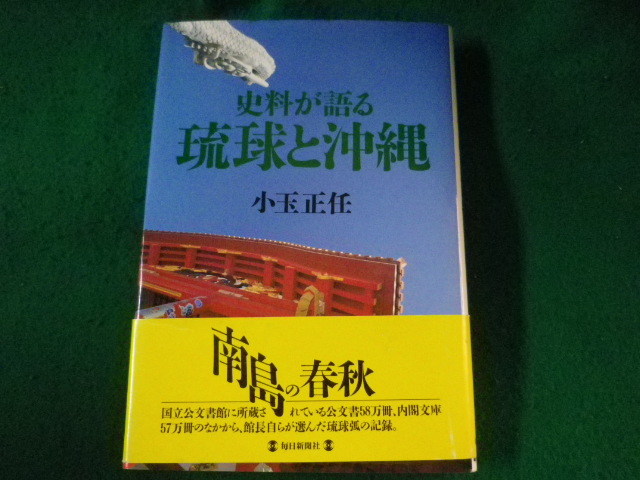 史料が語る
琉球と沖縄
小玉正任
南島の春秋
国立公文書館に所蔵されている公文書58万冊、内閣文庫
57万冊のなかから、館長自らが選んだ琉球弧の記録。
毎日新聞社